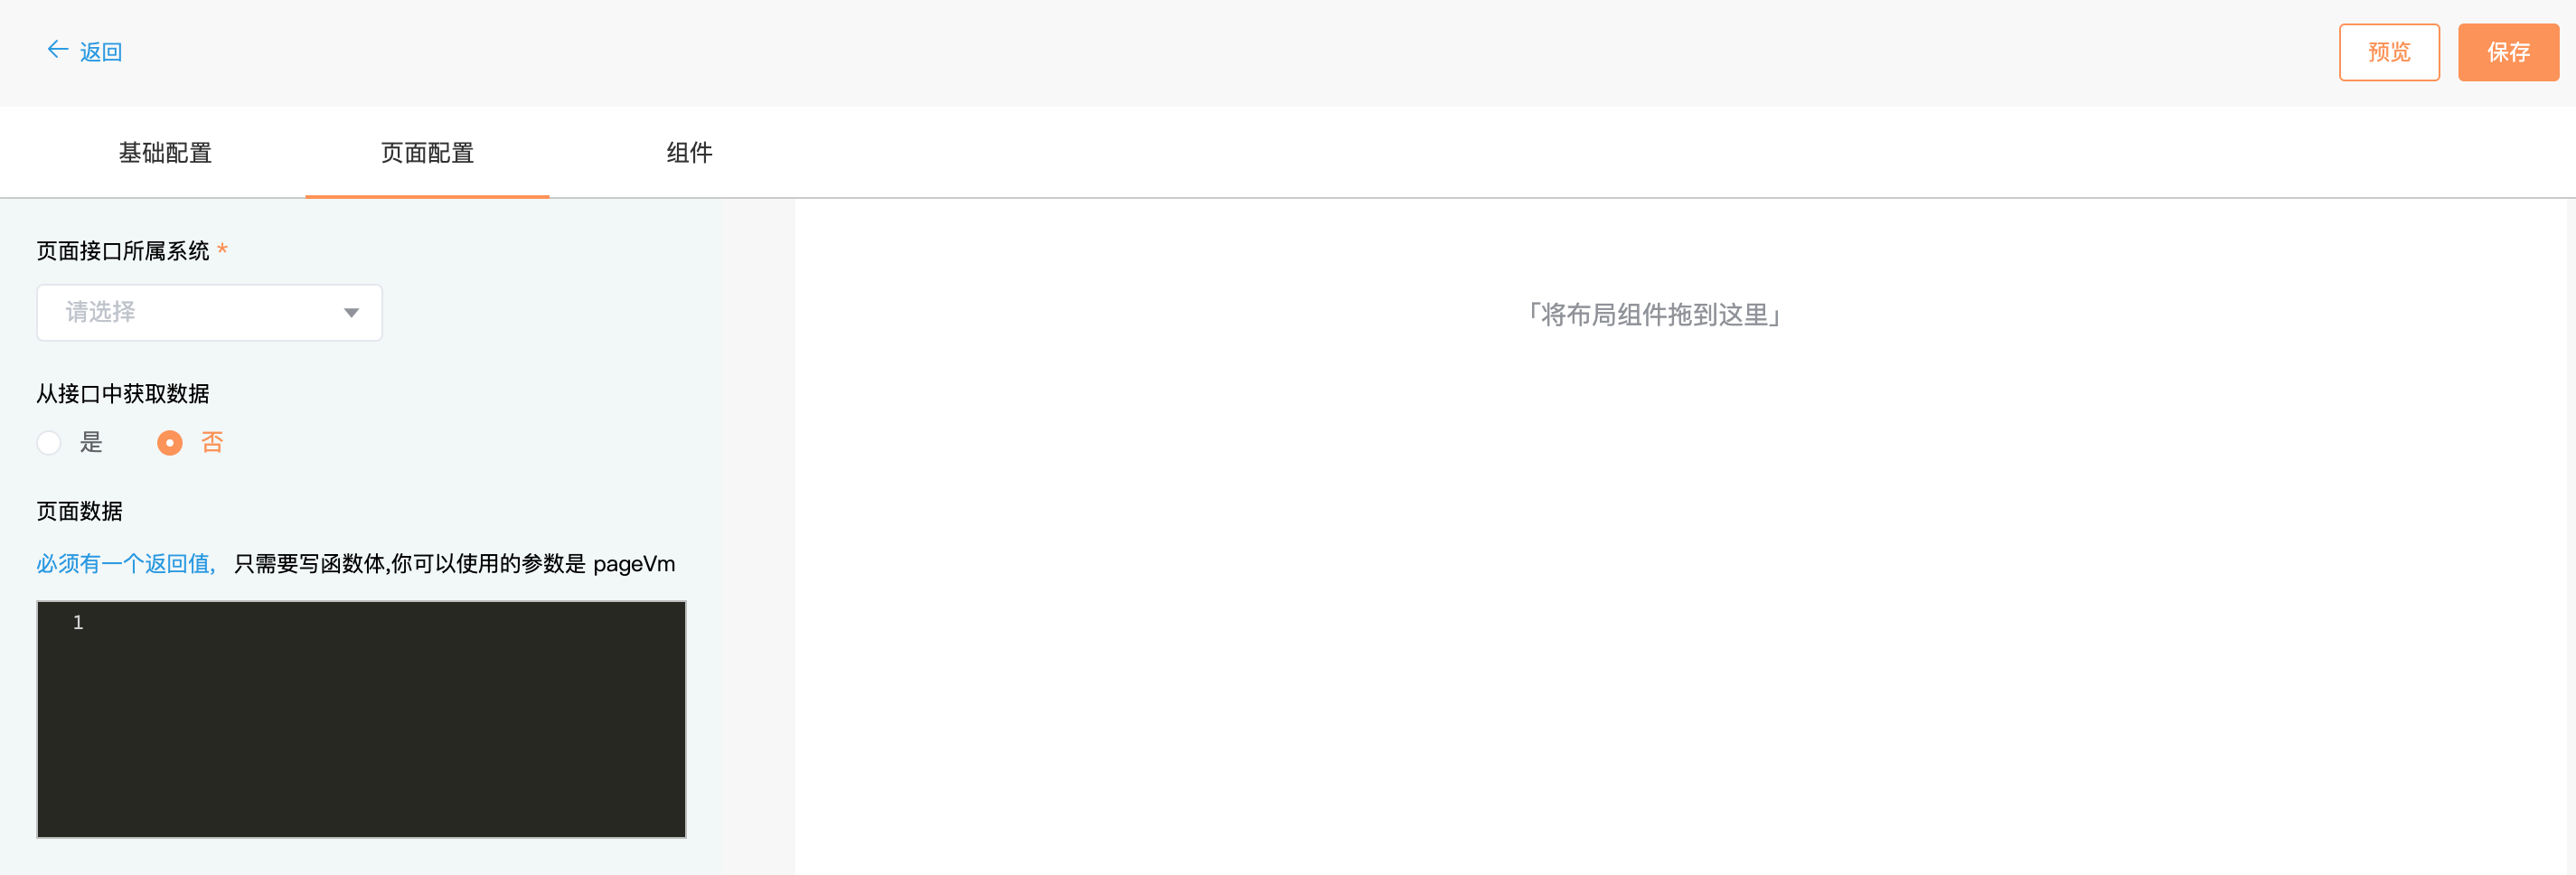 返回
预览
保存
基础配置
页面配置
组件
页面接口所属系统 *
请选择
从接口中获取数据
是
否
页面数据
必须有一个返回值, 只需要写函数体,你可以使用的参数是 pageVm
1
「将布局组件拖到这里」